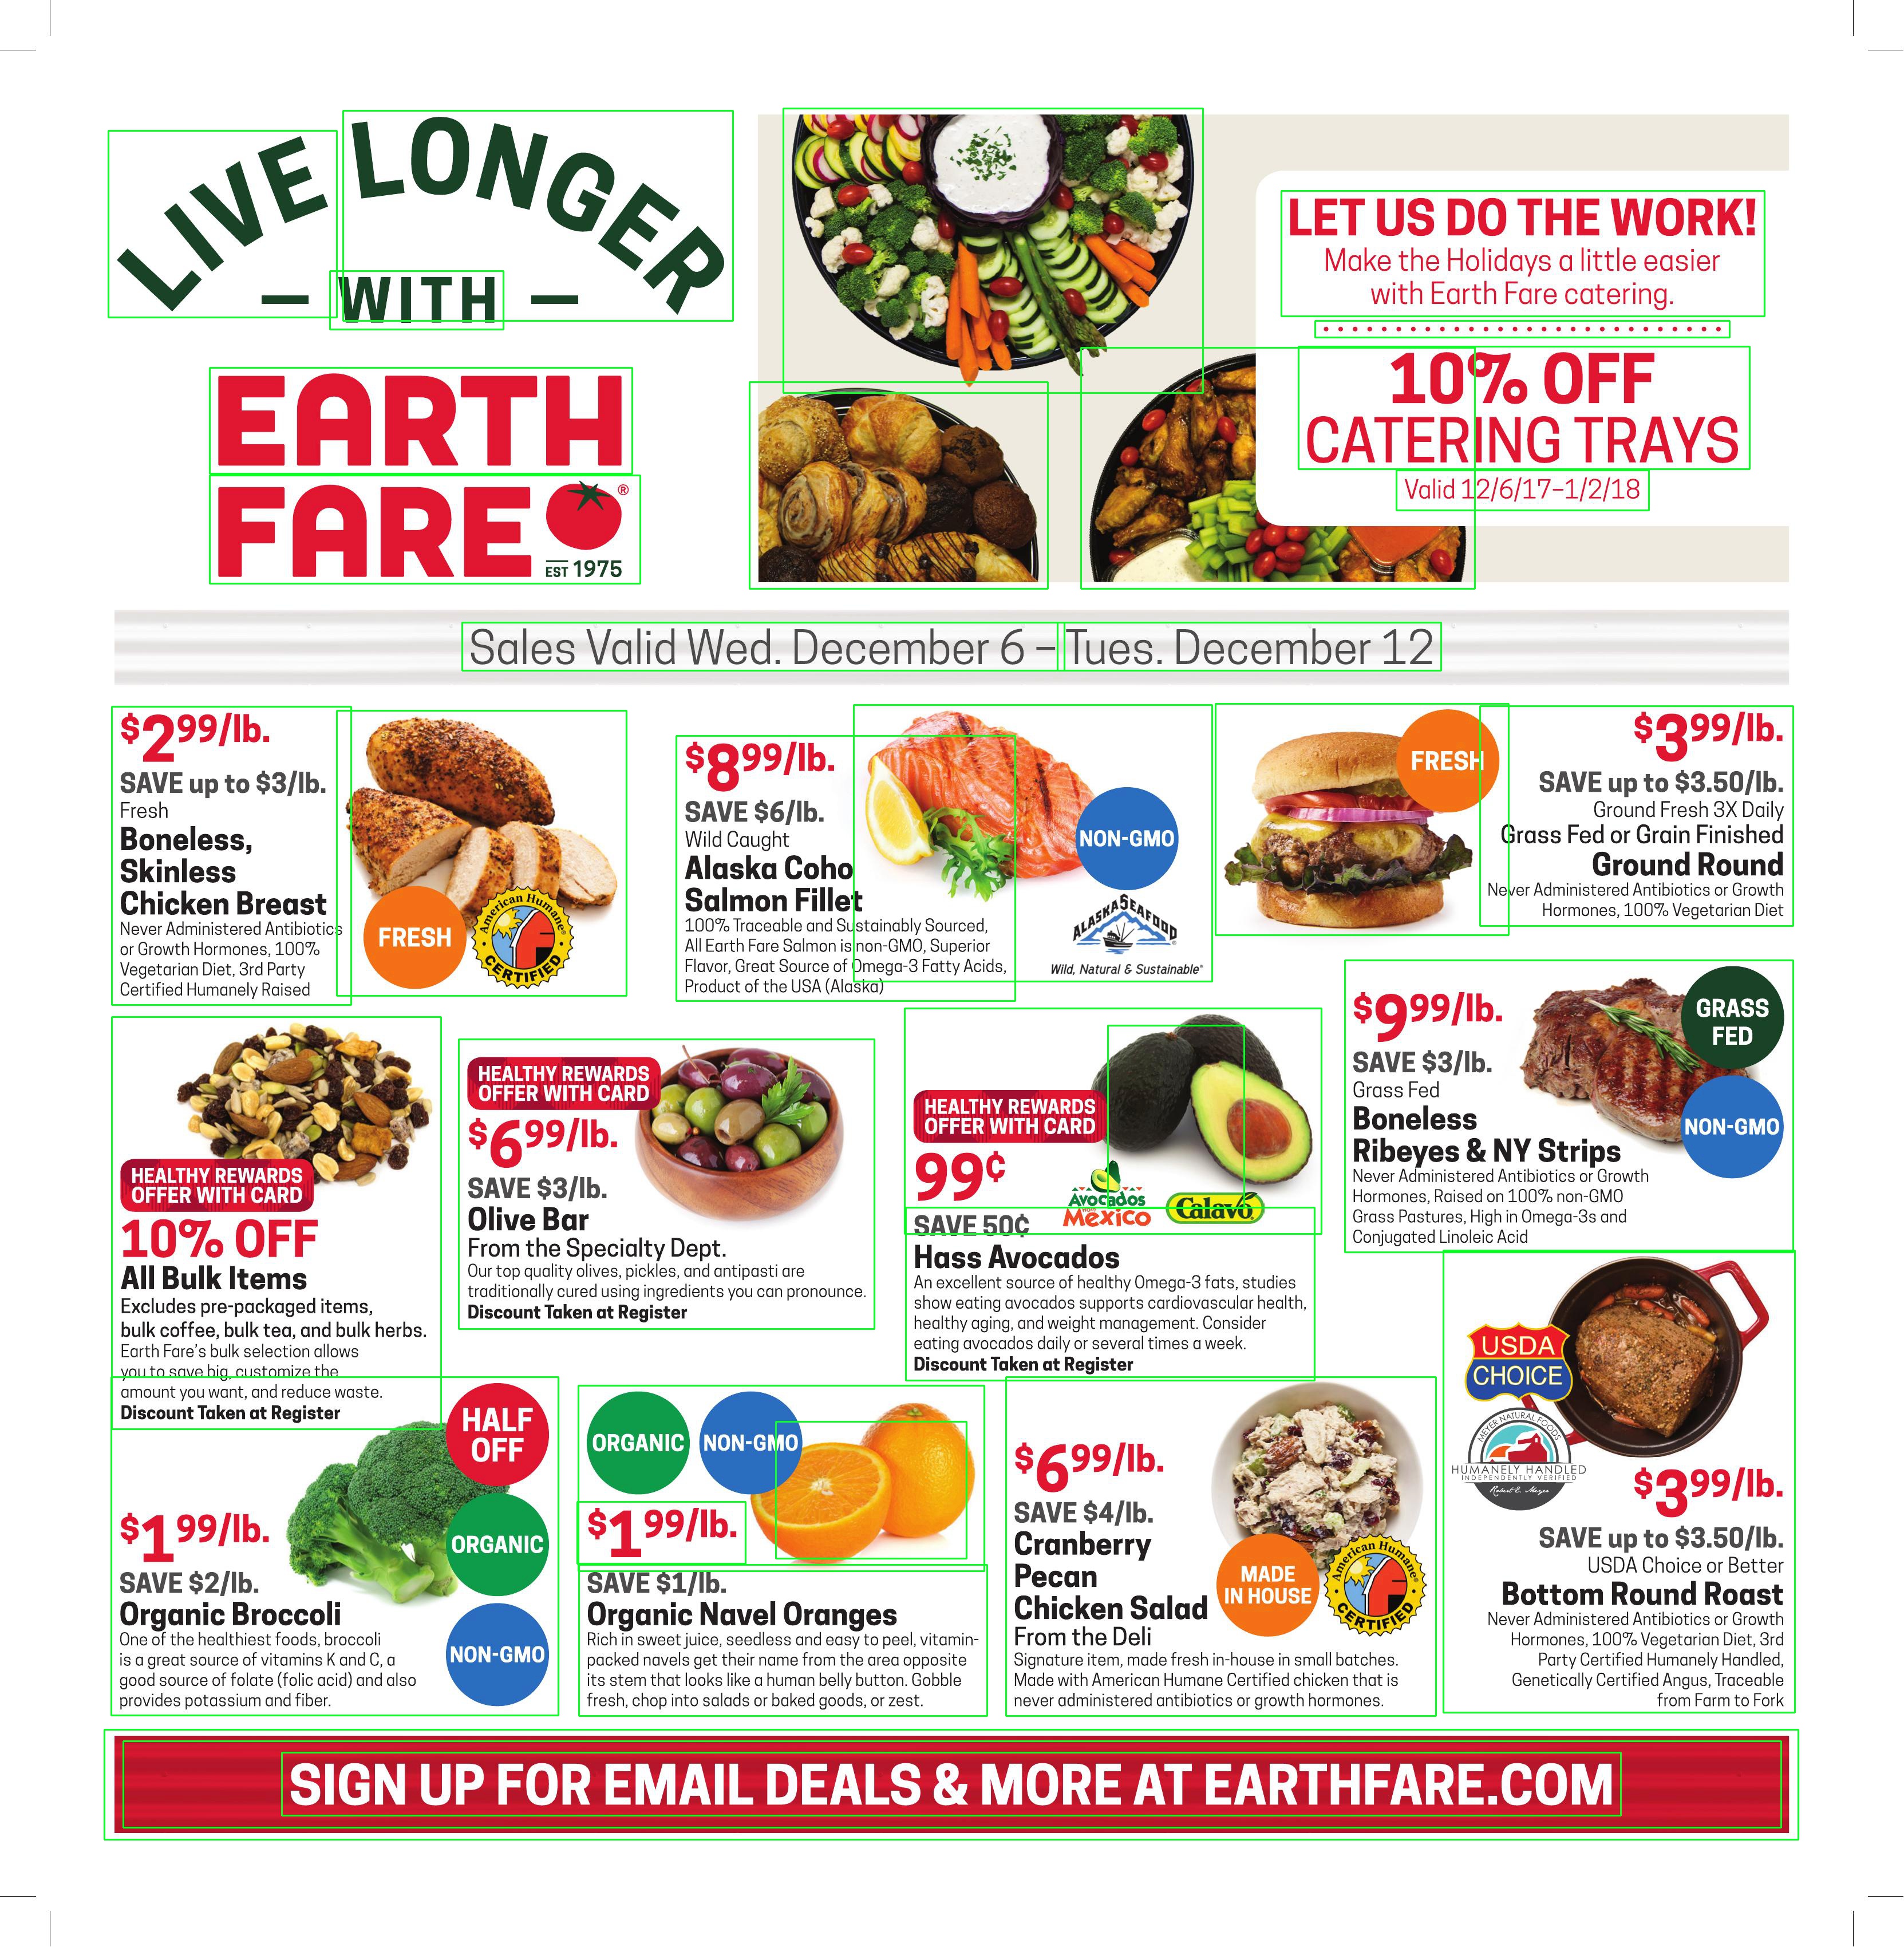 LIVE LONGER
— WITH —
EARTH
FARE®
EST 1975
LET US DO THE WORK!
Make the Holidays a little easier
with Earth Fare catering.
10% OFF
CATERING TRAYS
Valid 12/6/17–1/2/18
Sales Valid Wed. December 6 – Tues. December 12
$299/lb.
SAVE up to $3/lb.
Fresh
Boneless,
Skinless
Chicken Breast
Never Administered Antibiotics
or Growth Hormones, 100%
Vegetarian Diet, 3rd Party
Certified Humanely Raised
FRESH
American Humane®
CERTIFIED
$899/lb.
SAVE $6/lb.
Wild Caught
Alaska Coho
Salmon Fillet
100% Traceable and Sustainably Sourced,
All Earth Fare Salmon is non-GMO, Superior
Flavor, Great Source of Omega-3 Fatty Acids,
Product of the USA (Alaska)
NON-GMO
ALASKA SEAFOOD
Wild, Natural & Sustainable®
FRESH
$399/lb.
SAVE up to $3.50/lb.
Ground Fresh 3X Daily
Grass Fed or Grain Finished
Ground Round
Never Administered Antibiotics or Growth
Hormones, 100% Vegetarian Diet
HEALTHY REWARDS
OFFER WITH CARD
10% OFF
All Bulk Items
Excludes pre-packaged items,
bulk coffee, bulk tea, and bulk herbs.
Earth Fare's bulk selection allows
you to save big, customize the
amount you want, and reduce waste.
Discount Taken at Register
HEALTHY REWARDS
OFFER WITH CARD
$699/lb.
SAVE $3/lb.
Olive Bar
From the Specialty Dept.
Our top quality olives, pickles, and antipasti are
traditionally cured using ingredients you can pronounce.
Discount Taken at Register
HEALTHY REWARDS
OFFER WITH CARD
99¢
Avocados
from
Mexico
Calavo
SAVE 50¢
Hass Avocados
An excellent source of healthy Omega-3 fats, studies
show eating avocados supports cardiovascular health,
healthy aging, and weight management. Consider
eating avocados daily or several times a week.
Discount Taken at Register
$999/lb.
SAVE $3/lb.
Grass Fed
Boneless
Ribeyes & NY Strips
Never Administered Antibiotics or Growth
Hormones, Raised on 100% non-GMO
Grass Pastures, High in Omega-3s and
Conjugated Linoleic Acid
GRASS
FED
NON-GMO
HALF
OFF
ORGANIC
NON-GMO
$199/lb.
SAVE $2/lb.
Organic Broccoli
One of the healthiest foods, broccoli
is a great source of vitamins K and C, a
good source of folate (folic acid) and also
provides potassium and fiber.
ORGANIC
NON-GMO
$199/lb.
SAVE $1/lb.
Organic Navel Oranges
Rich in sweet juice, seedless and easy to peel, vitamin-
packed navels get their name from the area opposite
its stem that looks like a human belly button. Gobble
fresh, chop into salads or baked goods, or zest.
$699/lb.
SAVE $4/lb.
Cranberry
Pecan
Chicken Salad
From the Deli
Signature item, made fresh in-house in small batches.
Made with American Humane Certified chicken that is
never administered antibiotics or growth hormones.
MADE
IN HOUSE
American Humane®
CERTIFIED
USDA
CHOICE
MEYER NATURAL FOODS
HUMANELY HANDLED
INDEPENDENTLY VERIFIED
Robert E. Meyer
$399/lb.
SAVE up to $3.50/lb.
USDA Choice or Better
Bottom Round Roast
Never Administered Antibiotics or Growth
Hormones, 100% Vegetarian Diet, 3rd
Party Certified Humanely Handled,
Genetically Certified Angus, Traceable
from Farm to Fork
SIGN UP FOR EMAIL DEALS & MORE AT EARTHFARE.COM